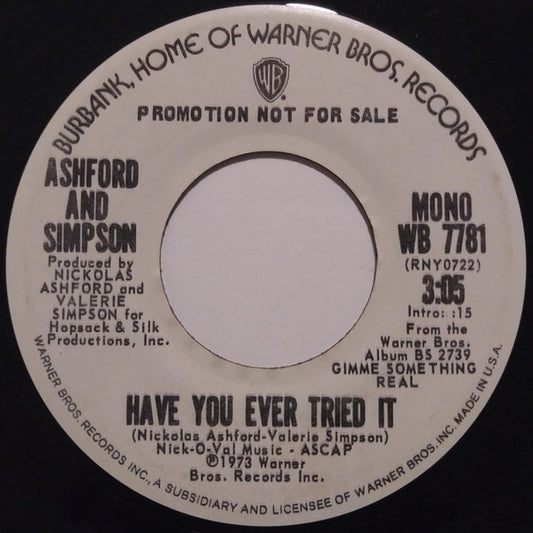 BURBANK, HOME OF WARNER BROS. RECORDS
WB
PROMOTION NOT FOR SALE
ASHFORD
AND
SIMPSON
Produced by
NICKOLAS
ASHFORD and
VALERIE
SIMPSON for
Hopsack & Silk
Productions, Inc.
MONO
WB 7781
(RNY0722)
3:05
Intro: :15
From the
Warner Bros.
Album BS 2739
GIMME SOMETHING
REAL
HAVE YOU EVER TRIED IT
(Nickolas Ashford-Valerie Simpson)
Nick-O-Val Music - ASCAP
℗1973 Warner
Bros. Records Inc.
WARNER BROS. RECORDS INC., A SUBSIDIARY AND LICENSEE OF WARNER BROS. INC. MADE IN U.S.A.